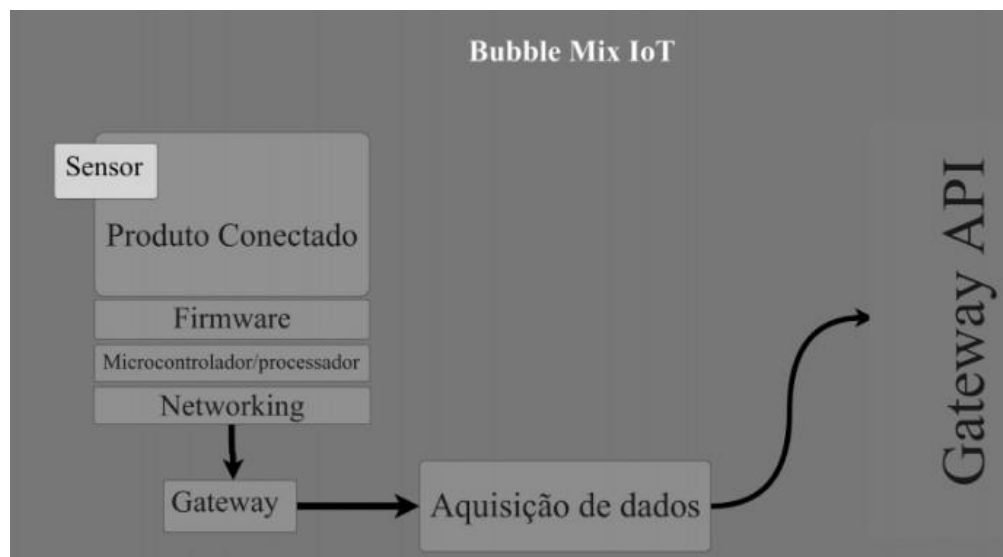 Bubble Mix IoT
Sensor
Produto Conectado
Firmware
Microcontrolador/processador
Networking
Gateway
Aquisição de dados
Gateway API